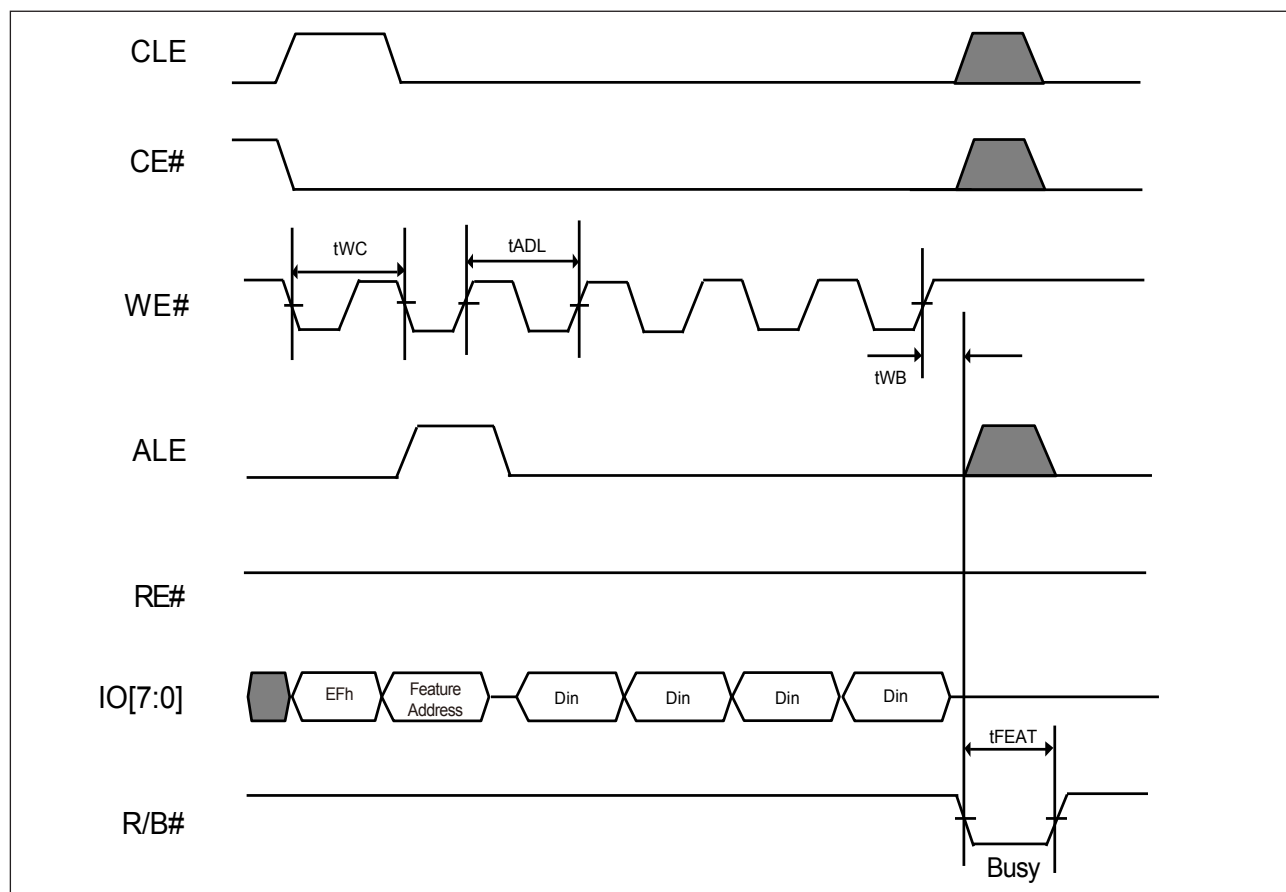 CLE
CE#
tWC
tADL
WE#
tWB
ALE
RE#
IO[7:0]
EFh
Feature
Address
Din
Din
Din
Din
tFEAT
R/B#
Busy